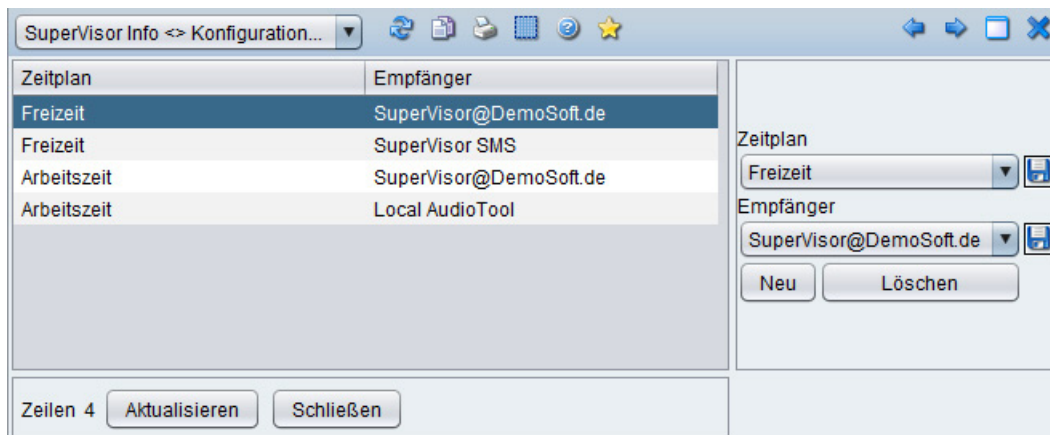 SuperVisor Info <> Konfiguration...
Zeitplan Empfänger
Freizeit SuperVisor@DemoSoft.de
Freizeit SuperVisor SMS
Arbeitszeit SuperVisor@DemoSoft.de
Arbeitszeit Local AudioTool
Zeitplan
Freizeit
Empfänger
SuperVisor@DemoSoft.de
Neu Löschen
Zeilen 4 Aktualisieren Schließen